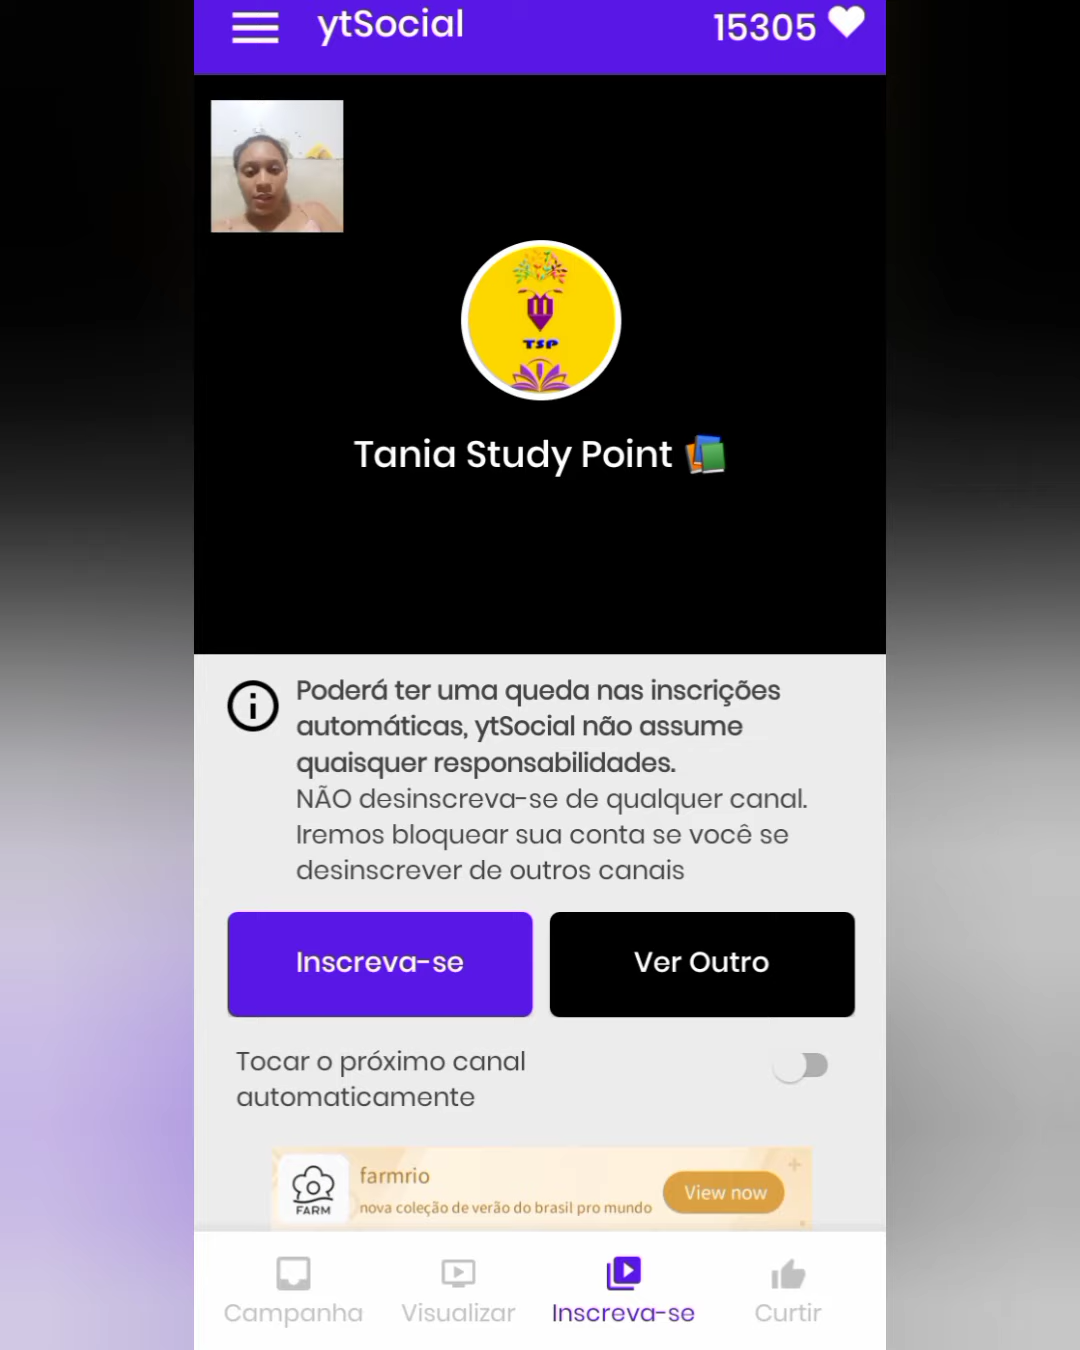 ytSocial
15305
TSP
Tania Study Point
Poderá ter uma queda nas inscrições
automáticas, ytSocial não assume
quaisquer responsabilidades.
NÃO desinscreva-se de qualquer canal.
Iremos bloquear sua conta se você se
desinscrever de outros canais
Inscreva-se
Ver Outro
Tocar o próximo canal
automaticamente
FARM
farmrio
nova coleção de verão do brasil pro mundo
View now
Campanha
Visualizar
Inscreva-se
Curtir